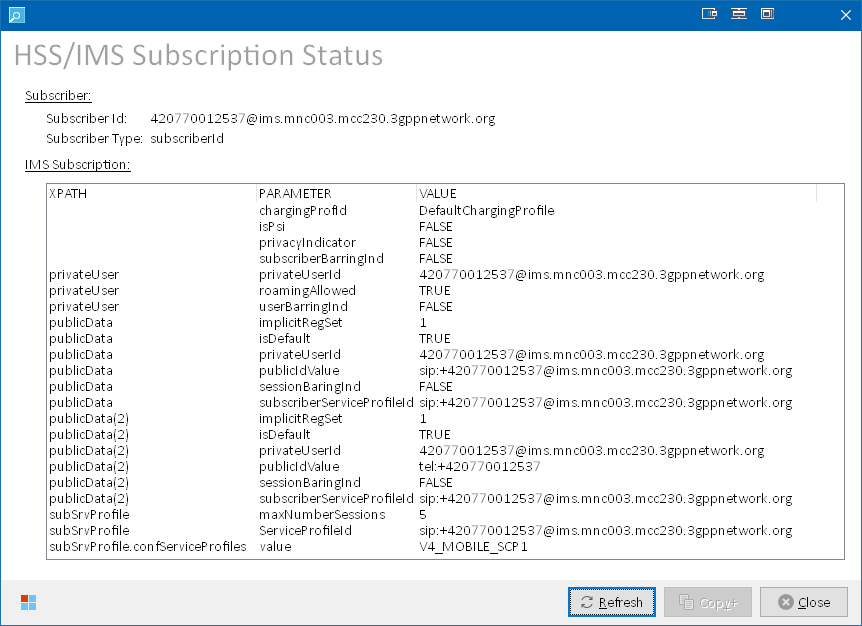 HSS/IMS Subscription Status
Subscriber:
Subscriber Id: 420770012537@ims.mnc003.mcc230.3gppnetwork.org
Subscriber Type: subscriberId
IMS Subscription:
XPATH PARAMETER VALUE
chargingProfId DefaultChargingProfile
isPsi FALSE
privacyIndicator FALSE
subscriberBarringInd FALSE
privateUser privateUserId 420770012537@ims.mnc003.mcc230.3gppnetwork.org
privateUser roamingAllowed TRUE
privateUser userBarringInd FALSE
publicData implicitRegSet 1
publicData isDefault TRUE
publicData privateUserId 420770012537@ims.mnc003.mcc230.3gppnetwork.org
publicData publicIdValue sip:+420770012537@ims.mnc003.mcc230.3gppnetwork.org
publicData sessionBaringInd FALSE
publicData subscriberServiceProfileId sip:+420770012537@ims.mnc003.mcc230.3gppnetwork.org
publicData(2) implicitRegSet 1
publicData(2) isDefault TRUE
publicData(2) privateUserId 420770012537@ims.mnc003.mcc230.3gppnetwork.org
publicData(2) publicIdValue tel:+420770012537
publicData(2) sessionBaringInd FALSE
publicData(2) subscriberServiceProfileId sip:+420770012537@ims.mnc003.mcc230.3gppnetwork.org
subSrvProfile maxNumberSessions 5
subSrvProfile ServiceProfileId sip:+420770012537@ims.mnc003.mcc230.3gppnetwork.org
subSrvProfile.confServiceProfiles value V4_MOBILE_SCP1
Refresh Copy+ Close